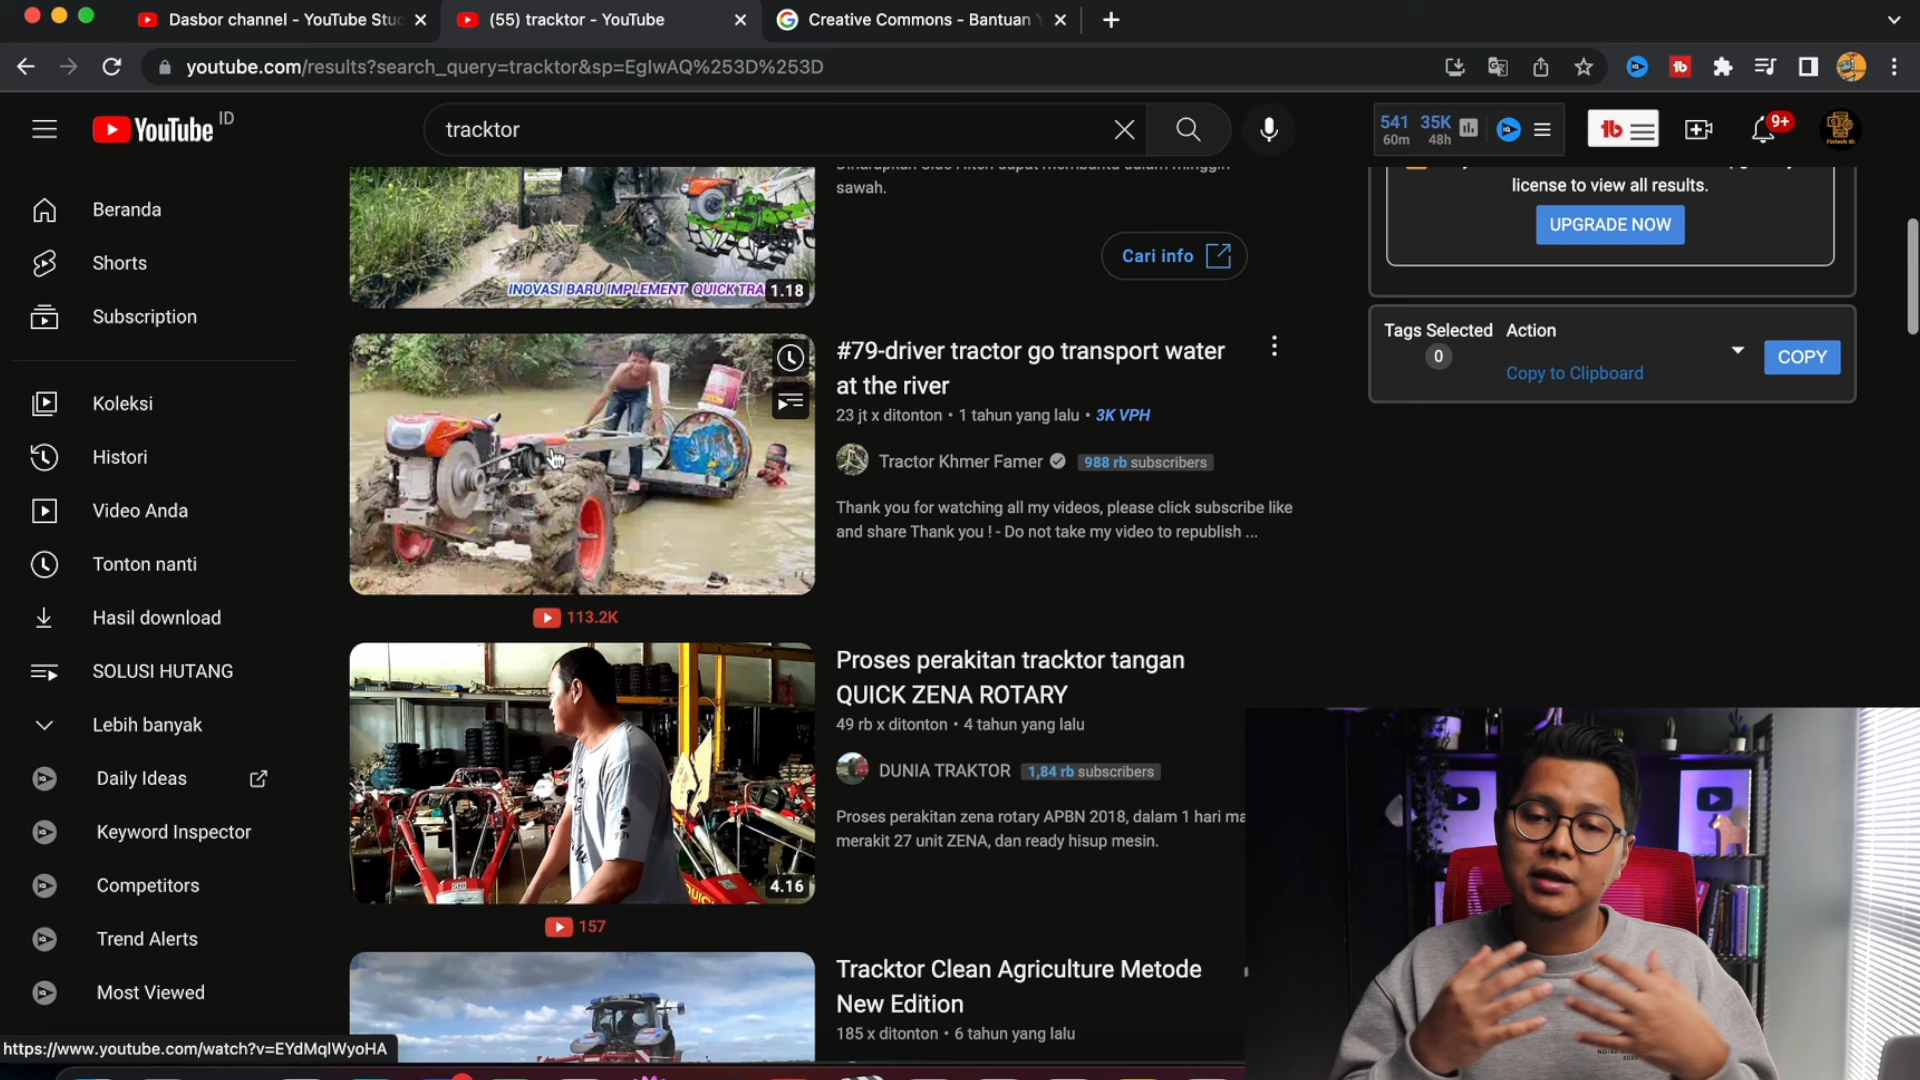 Dasbor channel - YouTube Stu
(55) tracktor - YouTube
Creative Commons - Bantuan Y
youtube.com/results?search_query=tracktor&sp=EgIwAQ%253D%253D
YouTube ID
tracktor
541 35K
60m 48h
9+
Beranda
Shorts
Subscription
Koleksi
Histori
Video Anda
Tonton nanti
Hasil download
SOLUSI HUTANG
Lebih banyak
Daily Ideas
Keyword Inspector
Competitors
Trend Alerts
Most Viewed
https://www.youtube.com/watch?v=EYdMqlWyoHA
sawah.
Cari info
INOVASI BARU IMPLEMENT QUICK TRA
1.18
#79-driver tractor go transport water
at the river
23 jt x ditonton • 1 tahun yang lalu • 3K VPH
Tractor Khmer Famer 988 rb subscribers
Thank you for watching all my videos, please click subscribe like
and share Thank you ! - Do not take my video to republish ...
113.2K
Proses perakitan tracktor tangan
QUICK ZENA ROTARY
49 rb x ditonton • 4 tahun yang lalu
DUNIA TRAKTOR 1,84 rb subscribers
Proses perakitan zena rotary APBN 2018, dalam 1 hari ma
merakit 27 unit ZENA, dan ready hisup mesin.
4.16
157
Tracktor Clean Agriculture Metode
New Edition
185 x ditonton • 6 tahun yang lalu
license to view all results.
UPGRADE NOW
Tags Selected Action
0
Copy to Clipboard
COPY